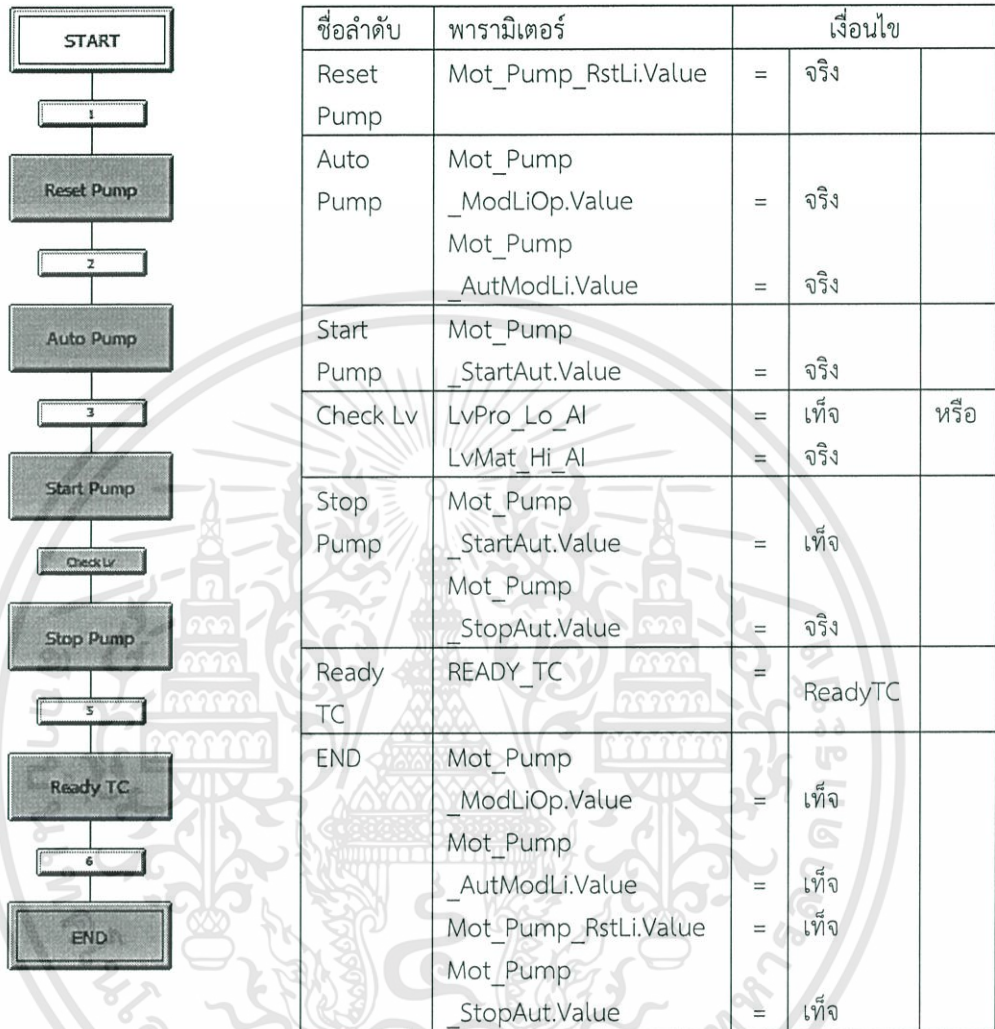 START
1
Reset Pump
2
Auto Pump
3
Start Pump
Check Lv
Stop Pump
5
Ready TC
6
END
ชื่อลำดับ พารามิเตอร์ เงื่อนไข
Reset Mot_Pump_RstLi.Value = จริง
Pump
Auto Mot_Pump
Pump _ModLiOp.Value = จริง
Mot_Pump
_AutModLi.Value = จริง
Start Mot_Pump
Pump _StartAut.Value = จริง
Check Lv LvPro_Lo_Al = เท็จ หรือ
LvMat_Hi_Al = จริง
Stop Mot_Pump
Pump _StartAut.Value = เท็จ
Mot_Pump
_StopAut.Value = จริง
Ready READY_TC = ReadyTC
TC
END Mot_Pump
_ModLiOp.Value = เท็จ
Mot_Pump
_AutModLi.Value = เท็จ
Mot_Pump_RstLi.Value = เท็จ
Mot_Pump
_StopAut.Value = เท็จ